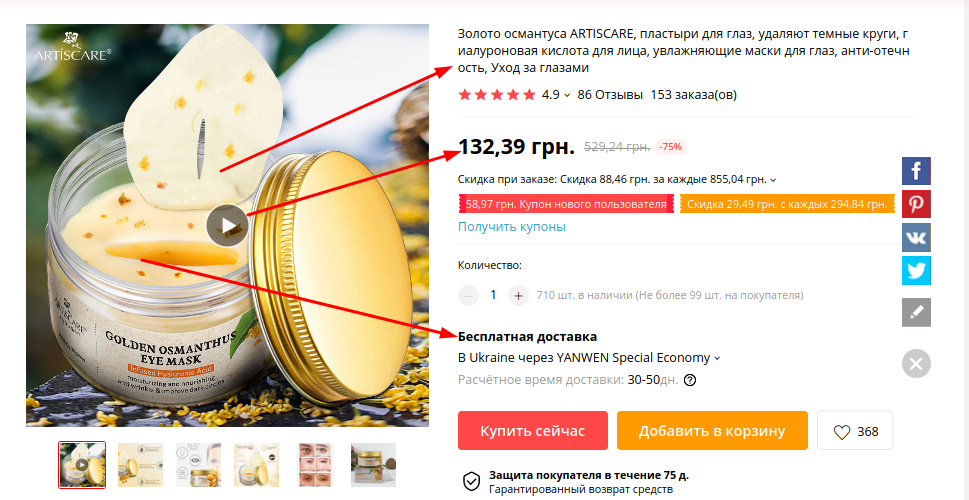 ARTISCARE®
Золото османтуса ARTISCARE, пластыри для глаз, удаляют темные круги, г
иалуроновая кислота для лица, увлажняющие маски для глаз, анти-отечн
ость, Уход за глазами
4.9 86 Отзывы 153 заказа(ов)
132,39 грн. 529,24 грн. -75%
Скидка при заказе: Скидка 88,46 грн. за каждые 855,04 грн.
58,97 грн. Купон нового пользователя Скидка 29,49 грн. с каждых 294,84 грн.
Получить купоны
Количество:
1 710 шт. в наличии (Не более 99 шт. на покупателя)
ARTISCARE
GOLDEN OSMANTHUS
EYE MASK
Infused Hyaluronic Acid
moisturizing and nourishing
anti wrinkle & improve dark circles
Бесплатная доставка
В Ukraine через YANWEN Special Economy
Расчётное время доставки: 30-50дн.
Купить сейчас Добавить в корзину 368
Защита покупателя в течение 75 д.
Гарантированный возврат средств